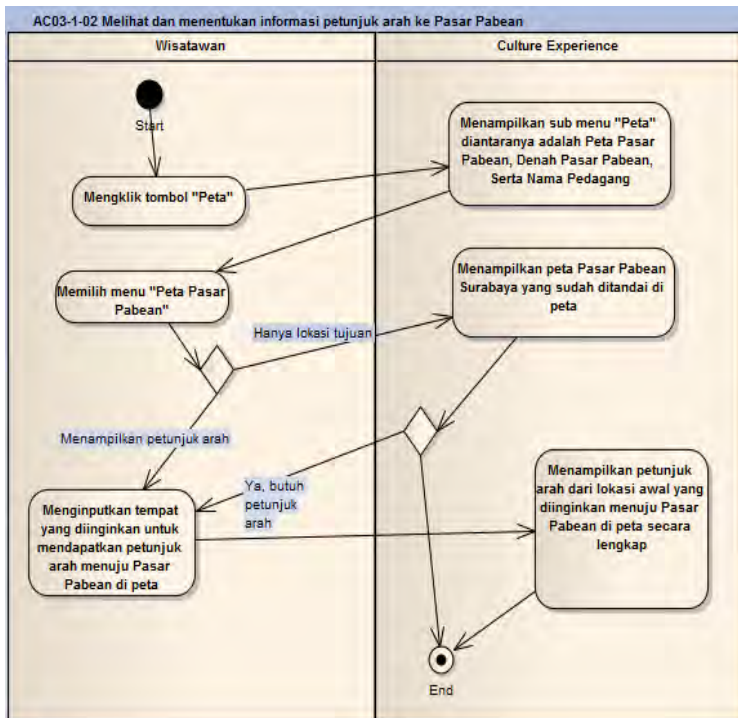 AC03-1-02 Melihat dan menentukan informasi petunjuk arah ke Pasar Pabean
Wisatawan
Culture Experience
Start
Menampilkan sub menu "Peta"
diantaranya adalah Peta Pasar
Pabean, Denah Pasar Pabean,
Serta Nama Pedagang
Mengklik tombol "Peta"
Memilih menu "Peta Pasar
Pabean"
Menampilkan peta Pasar Pabean
Surabaya yang sudah ditandai di
peta
Hanya lokasi tujuan
Menampilkan petunjuk arah
Ya, butuh
petunjuk
arah
Menginputkan tempat
yang diinginkan untuk
mendapatkan petunjuk
arah menuju Pasar
Pabean di peta
Menampilkan petunjuk
arah dari lokasi awal yang
diinginkan menuju Pasar
Pabean di peta secara
lengkap
End